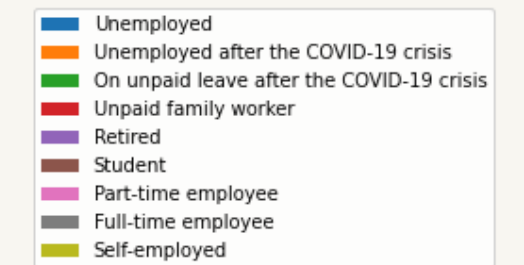 Unemployed
Unemployed after the COVID-19 crisis
On unpaid leave after the COVID-19 crisis
Unpaid family worker
Retired
Student
Part-time employee
Full-time employee
Self-employed